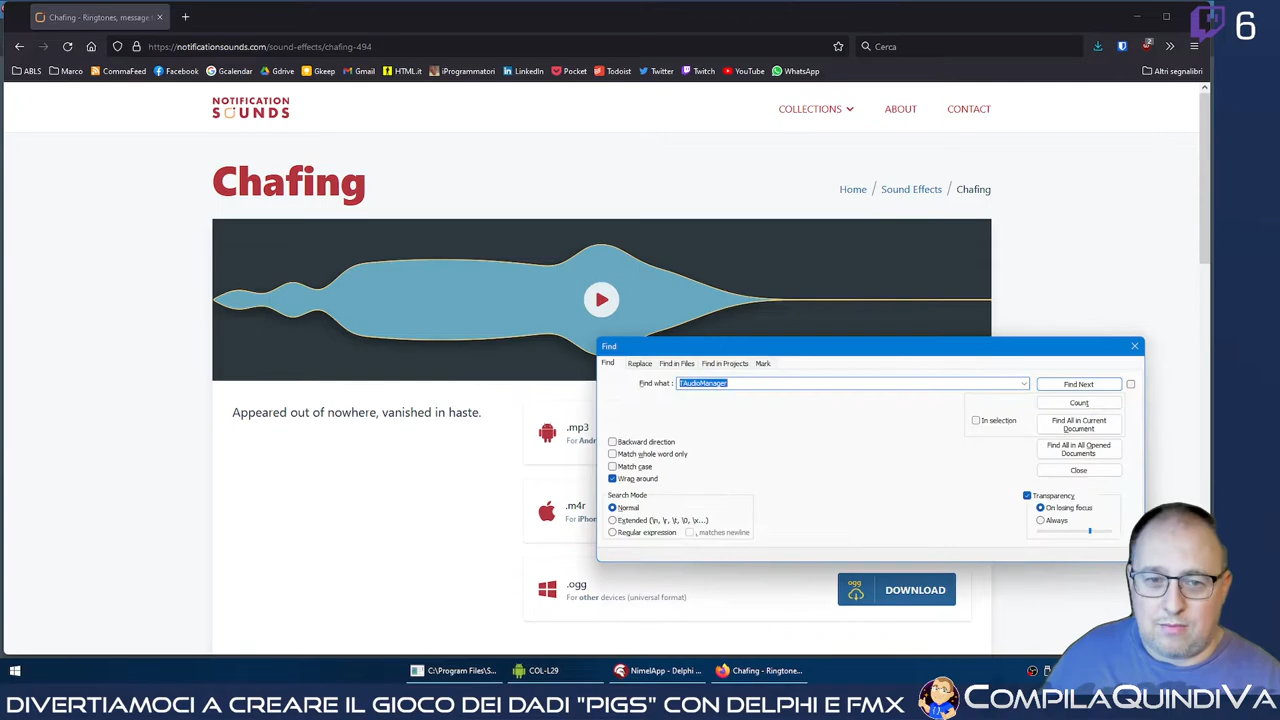 Chafing - Ringtones, message
6
https://notificationsounds.com/sound-effects/chafing-494
Cerca
ABLS
Marco
CommaFeed
Facebook
Gcalendar
Gdrive
Gkeep
Gmail
HTML.it
iProgrammatori
LinkedIn
Pocket
Todoist
Twitter
Twitch
YouTube
WhatsApp
Altri segnalibri
NOTIFICATION
SOUNDS
COLLECTIONS
ABOUT
CONTACT
Chafing
Home / Sound Effects / Chafing
Appeared out of nowhere, vanished in haste.
.mp3
For Andr
.m4r
For iPho
.ogg
For other devices (universal format)
ogg
DOWNLOAD
Find
Find
Replace
Find in Files
Find in Projects
Mark
Find what :
TAudioManager
Find Next
Count
In selection
Find All in Current
Document
Find All in All Opened
Documents
Close
Backward direction
Match whole word only
Match case
Wrap around
Search Mode
Normal
Extended (\n, \r, \t, \0, \x...)
Regular expression
. matches newline
Transparency
On losing focus
Always
C:\Program Files\S...
COL-L29
NimelApp - Delphi ...
Chafing - Ringtone...
DIVERTIAMOCI A CREARE IL GIOCO DEI DADI "PIGS" CON DELPHI E FMX
COMPILAQUINDIVA